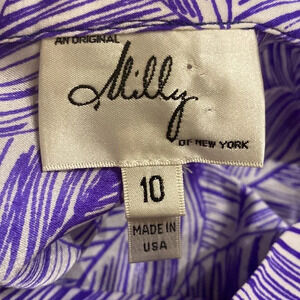 AN ORIGINAL
Milly
OF NEW YORK
10
MADE IN
USA